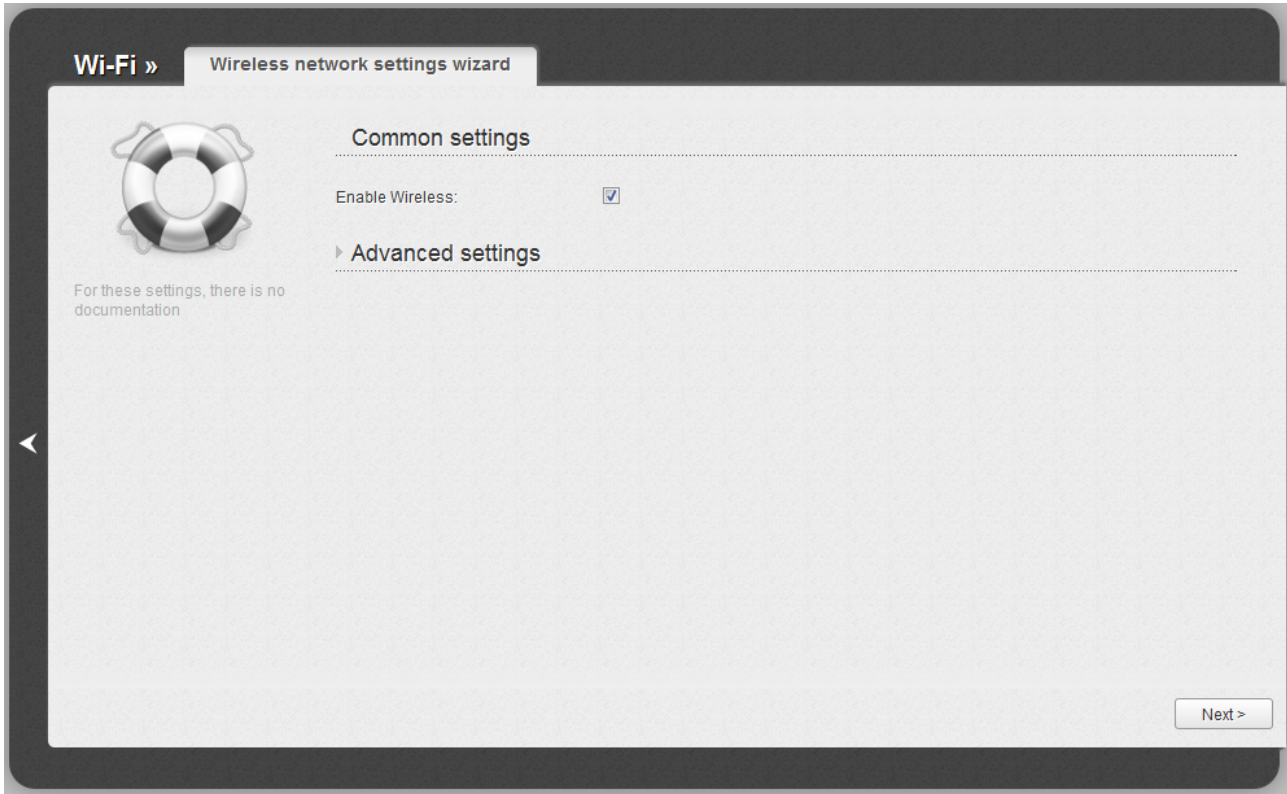 Wi-Fi »
Wireless network settings wizard
Common settings
Enable Wireless:
Advanced settings
For these settings, there is no
documentation
Next >